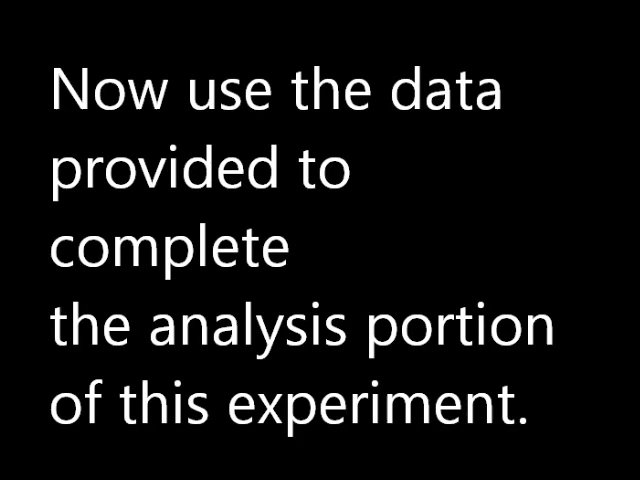 Now use the data
provided to
complete
the analysis portion
of this experiment.